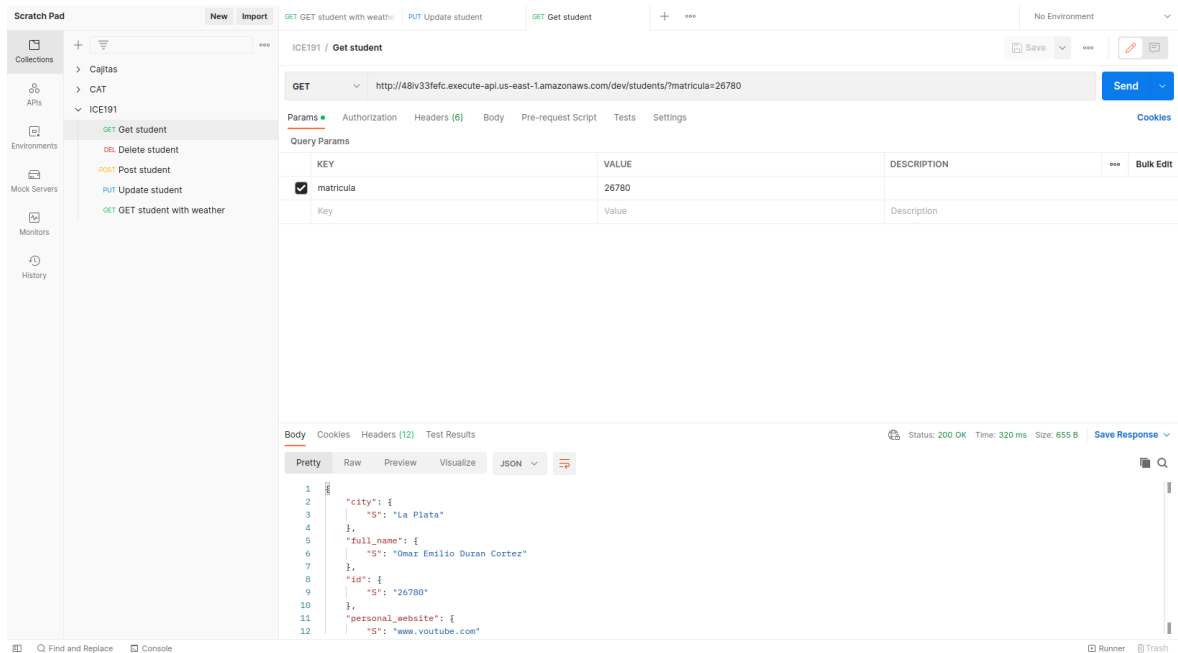 Scratch Pad New Import GET GET student with weathe PUT Update student GET Get student No Environment
Collections
APIs
Environments
Mock Servers
Monitors
History
Cajitas
CAT
ICE191
GET Get student
DEL Delete student
POST Post student
PUT Update student
GET GET student with weather
ICE191 / Get student Save
GET http://48iv33fefc.execute-api.us-east-1.amazonaws.com/dev/students/?matricula=26780 Send
Params Authorization Headers (6) Body Pre-request Script Tests Settings Cookies
Query Params
KEY VALUE DESCRIPTION Bulk Edit
matricula 26780
Key Value Description
Body Cookies Headers (12) Test Results Status: 200 OK Time: 320 ms Size: 655 B Save Response
Pretty Raw Preview Visualize JSON
1 {
2 "city": {
3 "S": "La Plata"
4 },
5 "full_name": {
6 "S": "Omar Emilio Duran Cortez"
7 },
8 "id": {
9 "S": "26780"
10 },
11 "personal_website": {
12 "S": "www.youtube.com"
Find and Replace Console Runner Trash